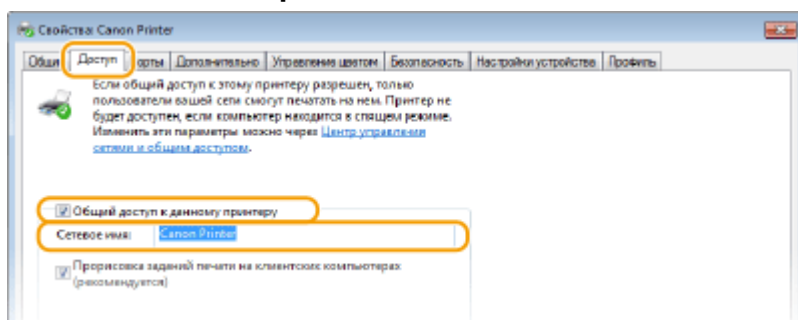 Свойства: Canon Printer
Общи Доступ орты Дополнительно Управление цветом Безопасность Настройки устройства Профиль
Если общий доступ к этому принтеру разрешен, только
пользователи вашей сети смогут печатать на нем. Принтер не
будет доступен, если компьютер находится в спящем режиме.
Изменить эти параметры можно через Центр управления
сетями и общим доступом.
Общий доступ к данному принтеру
Сетевое имя: Canon Printer
Прорисовка заданий печати на клиентских компьютерах
(рекомендуется)